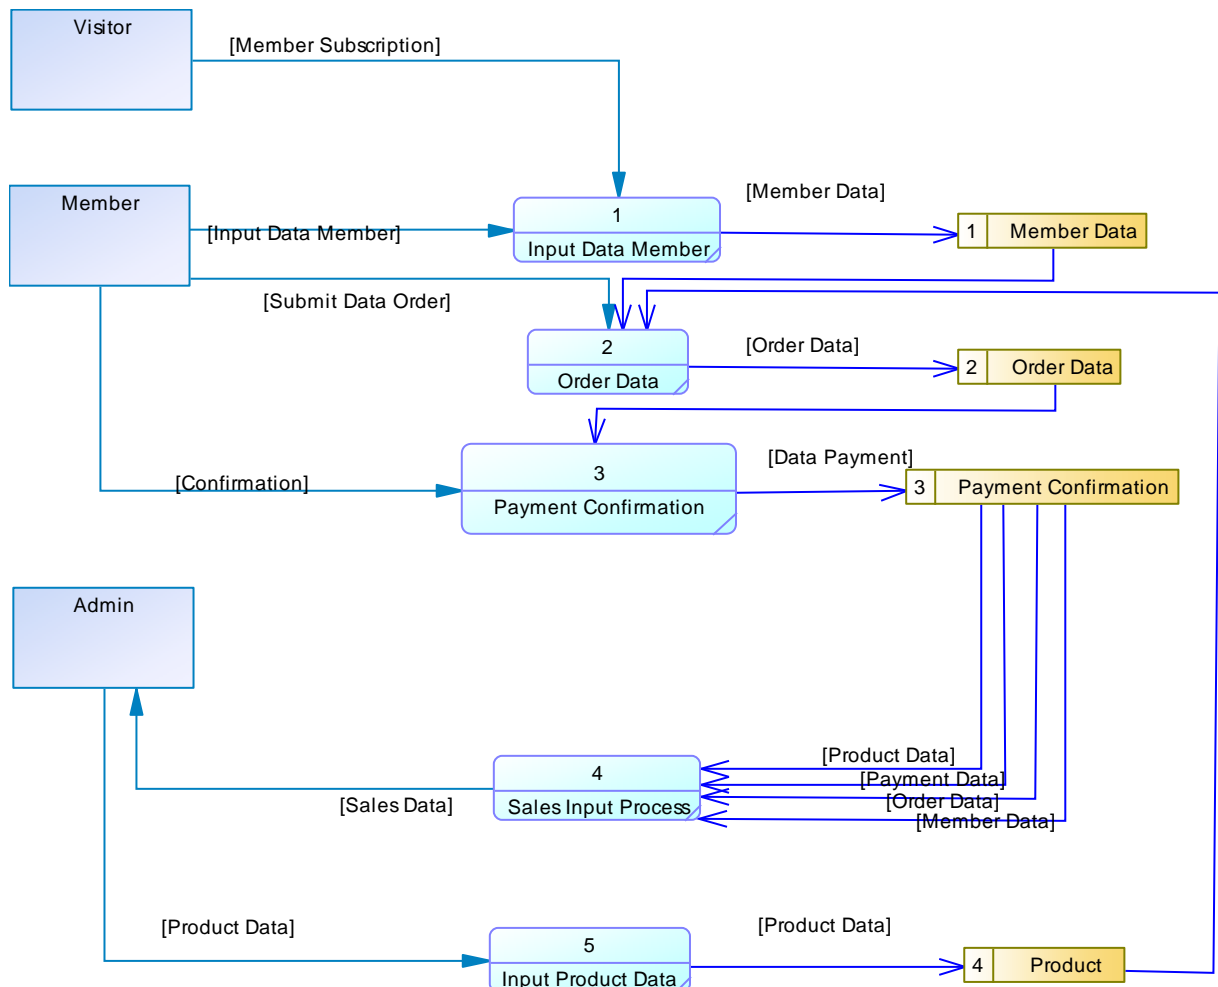 Visitor
[Member Subscription]
Member
[Input Data Member]
1
Input Data Member
[Member Data]
1 Member Data
[Submit Data Order]
2
Order Data
[Order Data]
2 Order Data
[Confirmation]
3
Payment Confirmation
[Data Payment]
3 Payment Confirmation
Admin
[Product Data]
[Payment Data]
[Order Data]
[Member Data]
4
Sales Input Process
[Sales Data]
[Product Data]
5
Input Product Data
[Product Data]
4 Product